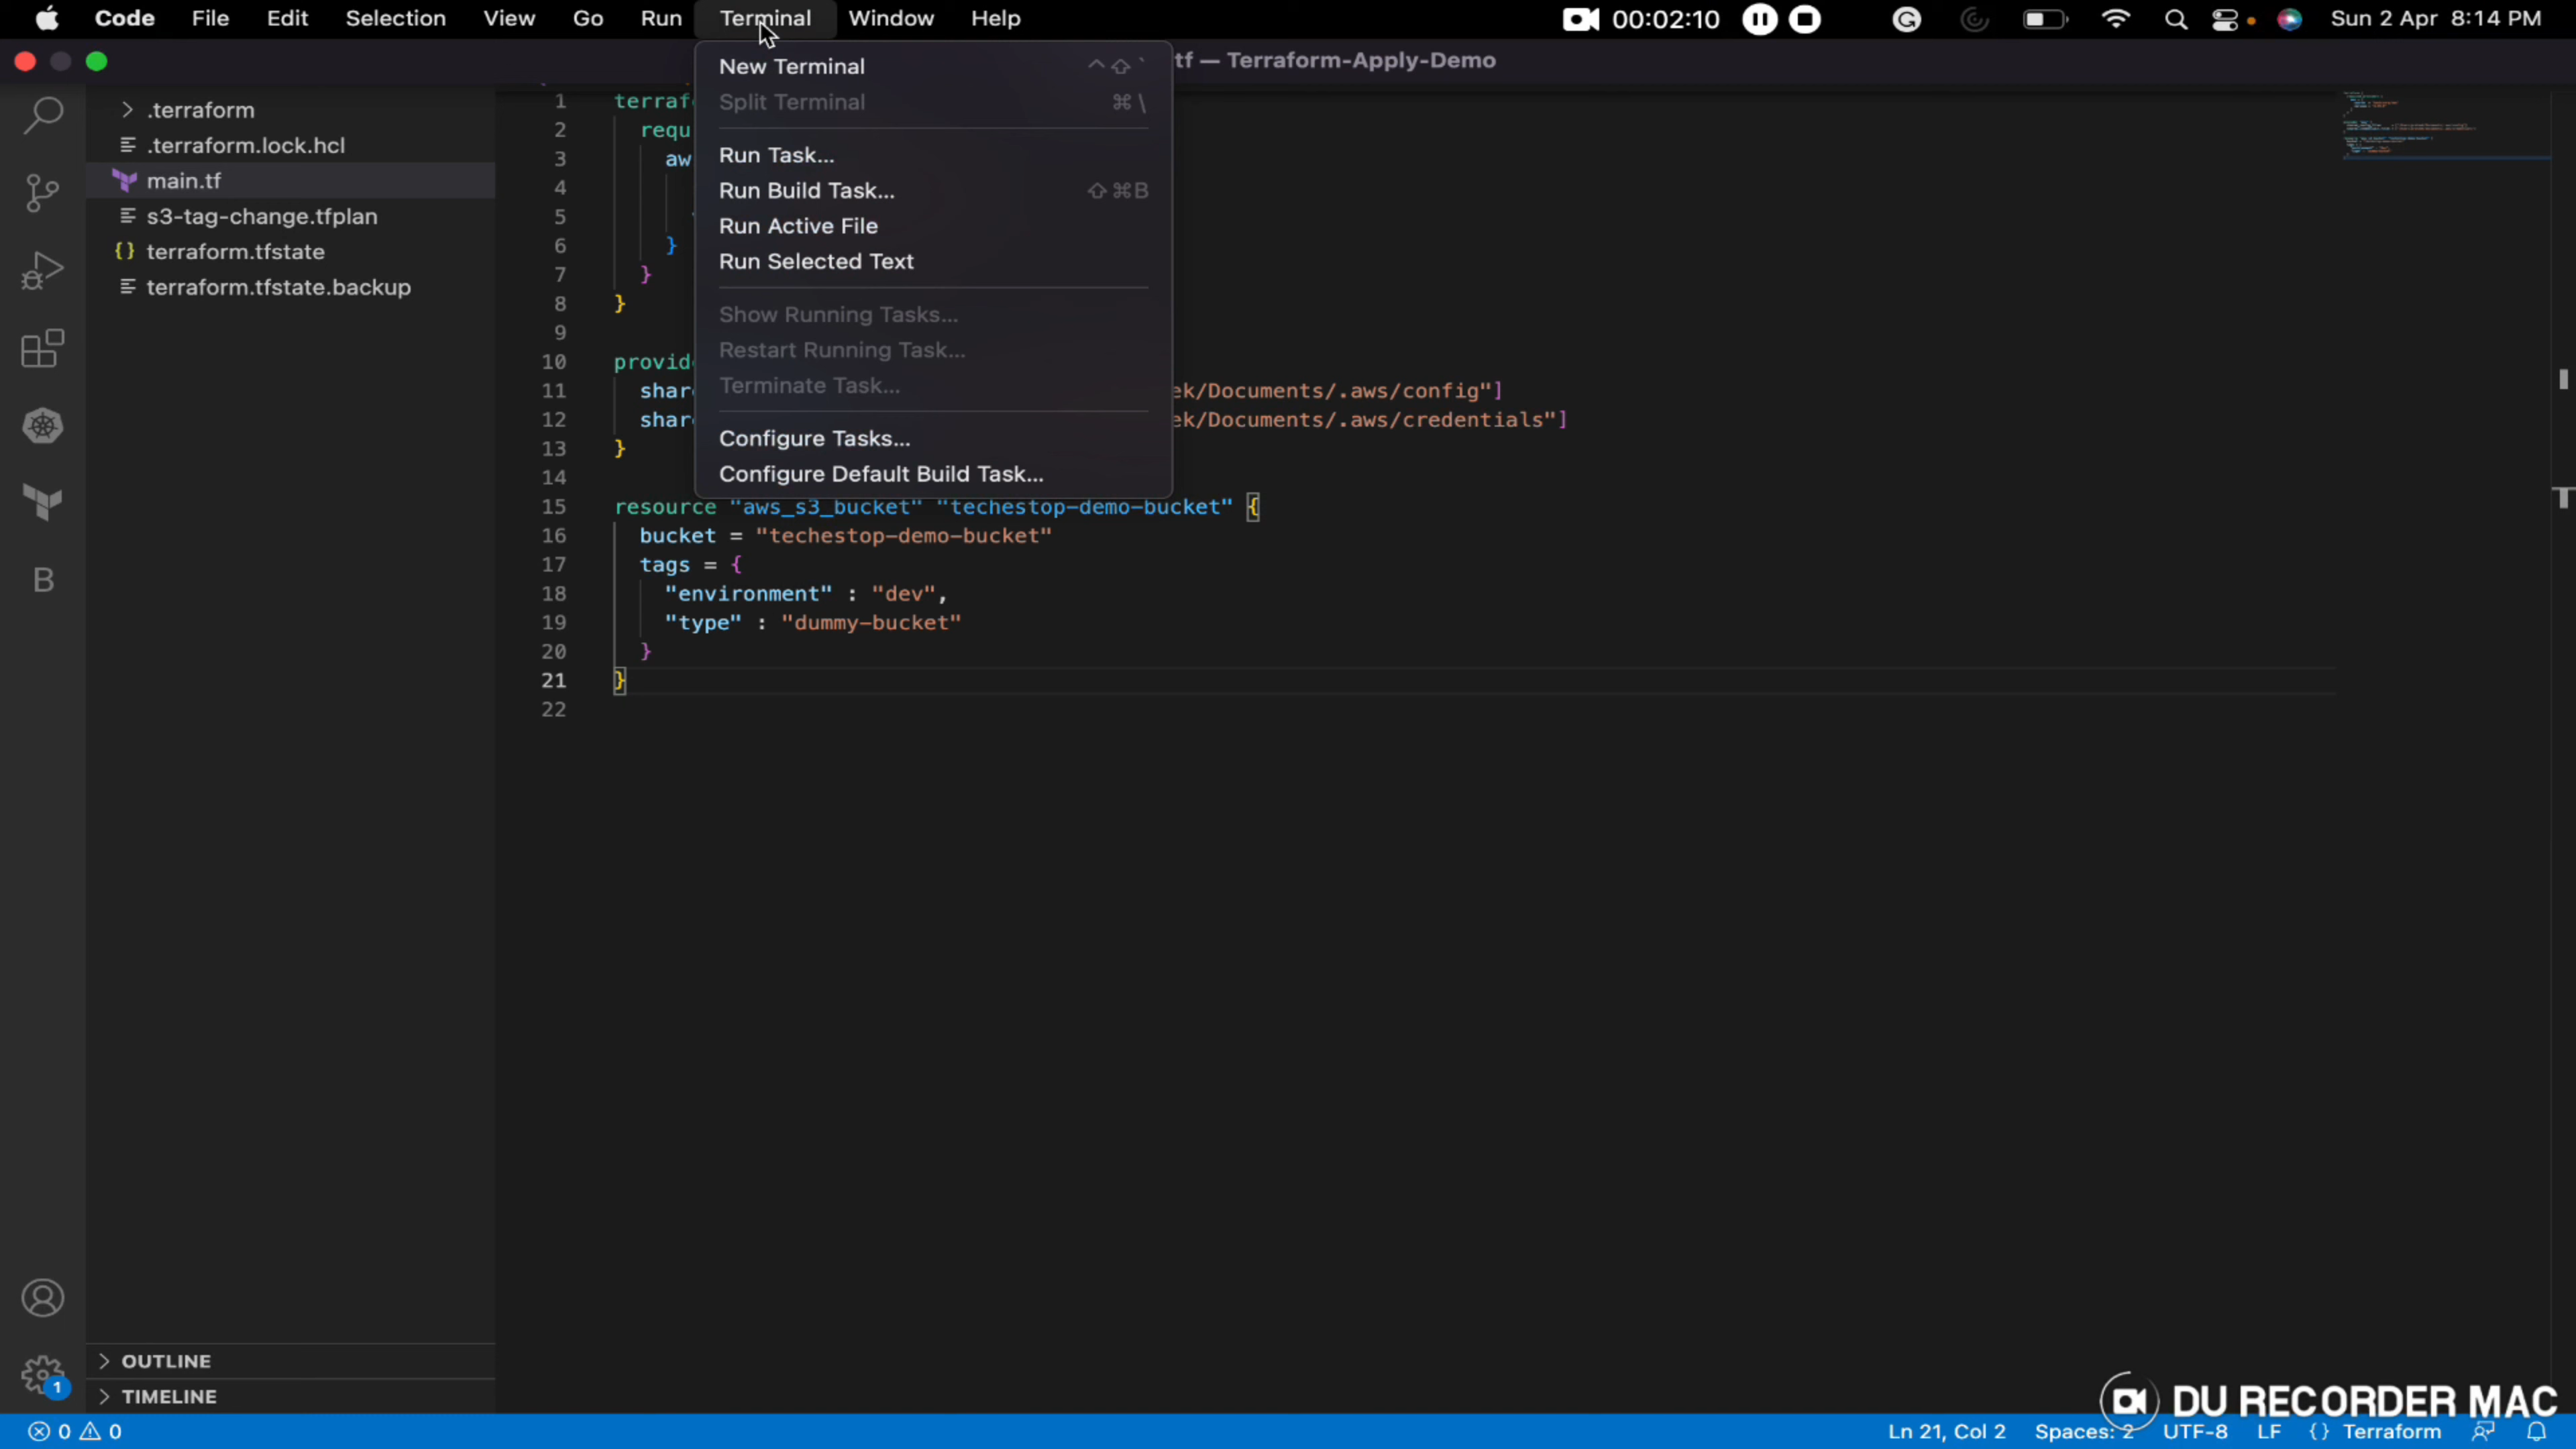 Code File Edit Selection View Go Run Terminal Window Help 00:02:10 Sun 2 Apr 8:14 PM
tf — Terraform-Apply-Demo
New Terminal ^⇧`
Split Terminal ⌘\
Run Task...
Run Build Task... ⇧⌘B
Run Active File
Run Selected Text
Show Running Tasks...
Restart Running Task...
Terminate Task...
Configure Tasks...
Configure Default Build Task...
> .terraform
.terraform.lock.hcl
main.tf
s3-tag-change.tfplan
{} terraform.tfstate
terraform.tfstate.backup
1 terraf
2 requ
3 aw
4
5
6 }
7 }
8 }
9
10 provid
11 shar ek/Documents/.aws/config"]
12 shar ek/Documents/.aws/credentials"]
13 }
14
15 resource "aws_s3_bucket" "techestop-demo-bucket" {
16 bucket = "techestop-demo-bucket"
17 tags = {
18 "environment" : "dev",
19 "type" : "dummy-bucket"
20 }
21 }
22
B
> OUTLINE
1
> TIMELINE
DU RECORDER MAC
0 0 Ln 21, Col 2 Spaces: 2 UTF-8 LF {} Terraform